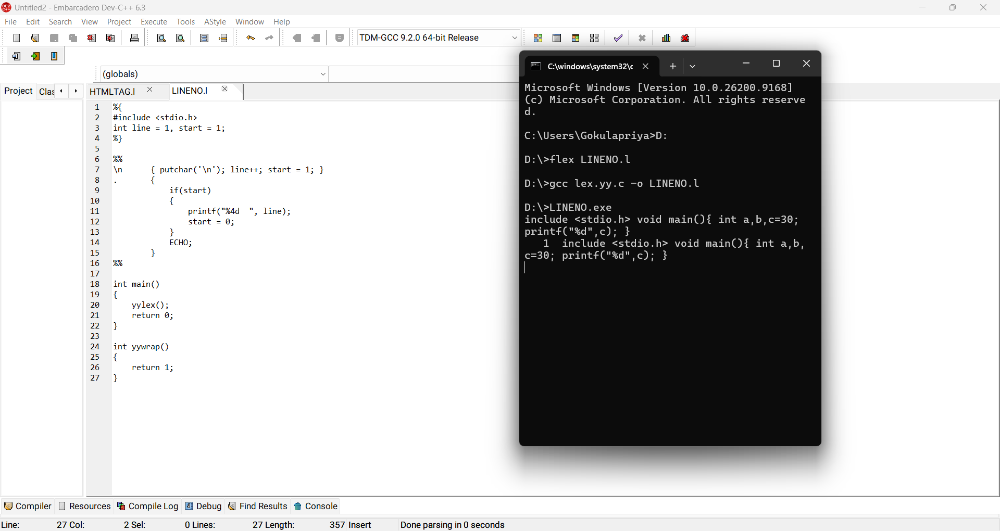 Untitled2 - Embarcadero Dev-C++ 6.3
File Edit Search View Project Execute Tools AStyle Window Help
TDM-GCC 9.2.0 64-bit Release
(globals)
Project Clas
HTMLTAG.l LINENO.l
1 %{
2 #include <stdio.h>
3 int line = 1, start = 1;
4 %}
5
6 %%
7 \n      { putchar('\n'); line++; start = 1; }
8 .       {
9             if(start)
10            {
11                printf("%4d  ", line);
12                start = 0;
13            }
14            ECHO;
15        }
16 %%
17
18 int main()
19 {
20     yylex();
21     return 0;
22 }
23
24 int yywrap()
25 {
26     return 1;
27 }
C:\windows\system32\c
Microsoft Windows [Version 10.0.26200.9168]
(c) Microsoft Corporation. All rights reserve
d.
C:\Users\Gokulapriya>D:
D:\>flex LINENO.l
D:\>gcc lex.yy.c -o LINENO.l
D:\>LINENO.exe
include <stdio.h> void main(){ int a,b,c=30;
printf("%d",c); }
   1  include <stdio.h> void main(){ int a,b,
c=30; printf("%d",c); }
Compiler Resources Compile Log Debug Find Results Console
Line: 27 Col: 2 Sel: 0 Lines: 27 Length: 357 Insert Done parsing in 0 seconds